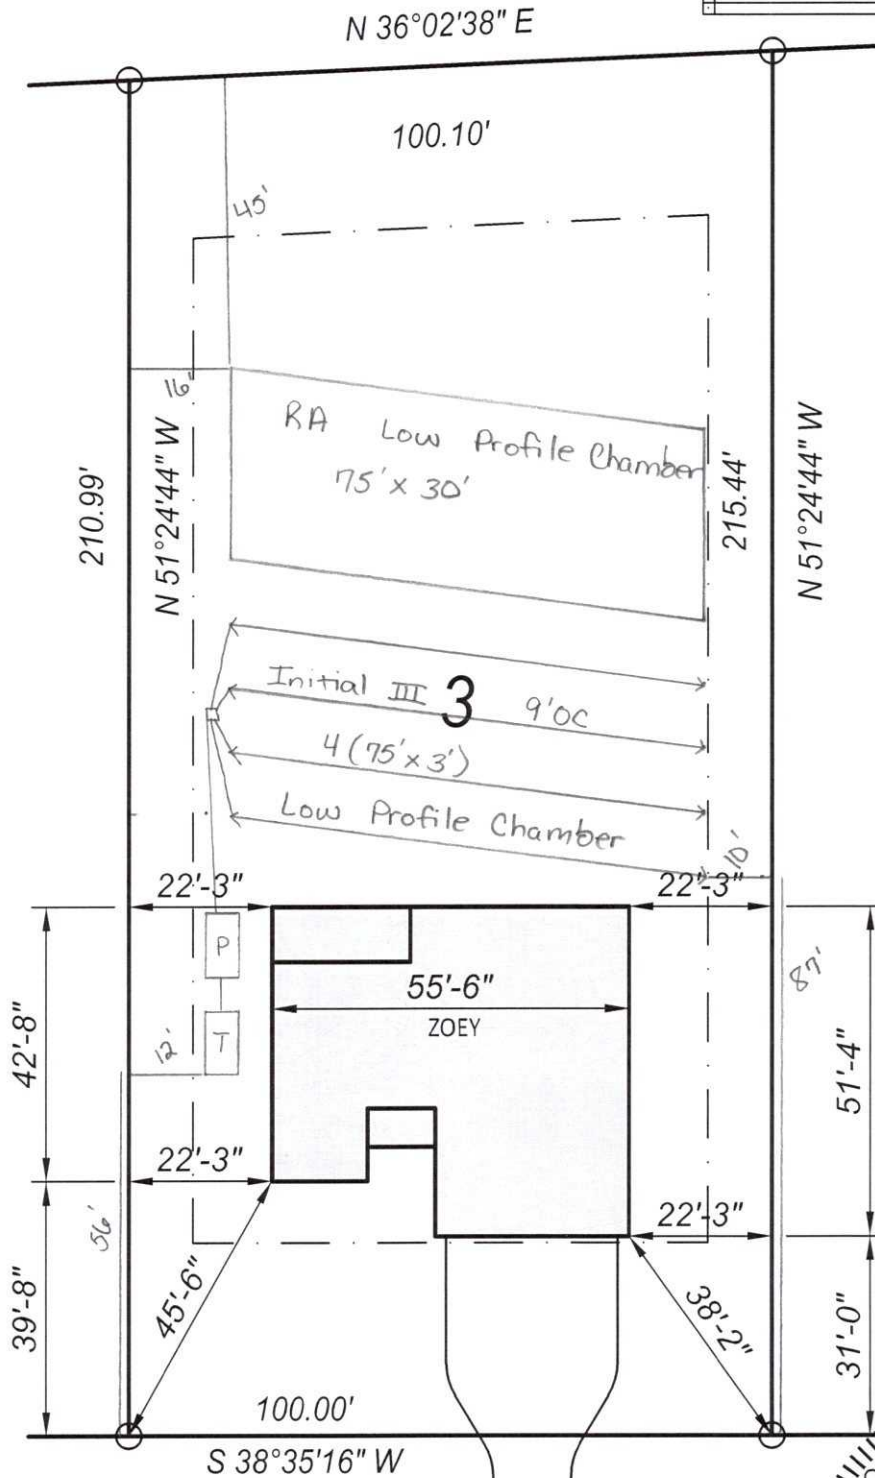 N 36°02'38" E
100.10'
45'
16'
RA Low Profile Chamber
75' x 30'
210.99'
N 51°24'44" W
215.44'
N 51°24'44" W
Initial III
3
9'OC
4 (75' x 3')
Low Profile Chamber
10'
22'-3"
22'-3"
P
T
55'-6"
ZOEY
87'
42'-8"
12'
51'-4"
22'-3"
22'-3"
56'
45'-6"
38'-2"
39'-8"
31'-0"
100.00'
S 38°35'16" W